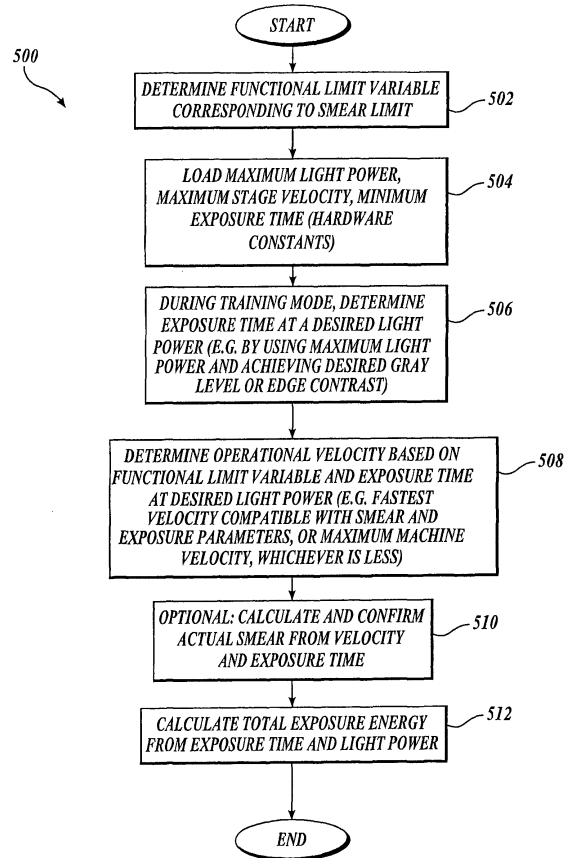 START
500
DETERMINE FUNCTIONAL LIMIT VARIABLE
CORRESPONDING TO SMEAR LIMIT
502
LOAD MAXIMUM LIGHT POWER,
MAXIMUM STAGE VELOCITY, MINIMUM
EXPOSURE TIME (HARDWARE
CONSTANTS)
504
DURING TRAINING MODE, DETERMINE
EXPOSURE TIME AT A DESIRED LIGHT
POWER (E.G. BY USING MAXIMUM LIGHT
POWER AND ACHIEVING DESIRED GRAY
LEVEL OR EDGE CONTRAST)
506
DETERMINE OPERATIONAL VELOCITY BASED ON
FUNCTIONAL LIMIT VARIABLE AND EXPOSURE TIME
AT DESIRED LIGHT POWER (E.G. FASTEST
VELOCITY COMPATIBLE WITH SMEAR AND
EXPOSURE PARAMETERS, OR MAXIMUM MACHINE
VELOCITY, WHICHEVER IS LESS)
508
OPTIONAL: CALCULATE AND CONFIRM
ACTUAL SMEAR FROM VELOCITY
AND EXPOSURE TIME
510
CALCULATE TOTAL EXPOSURE ENERGY
FROM EXPOSURE TIME AND LIGHT POWER
512
END